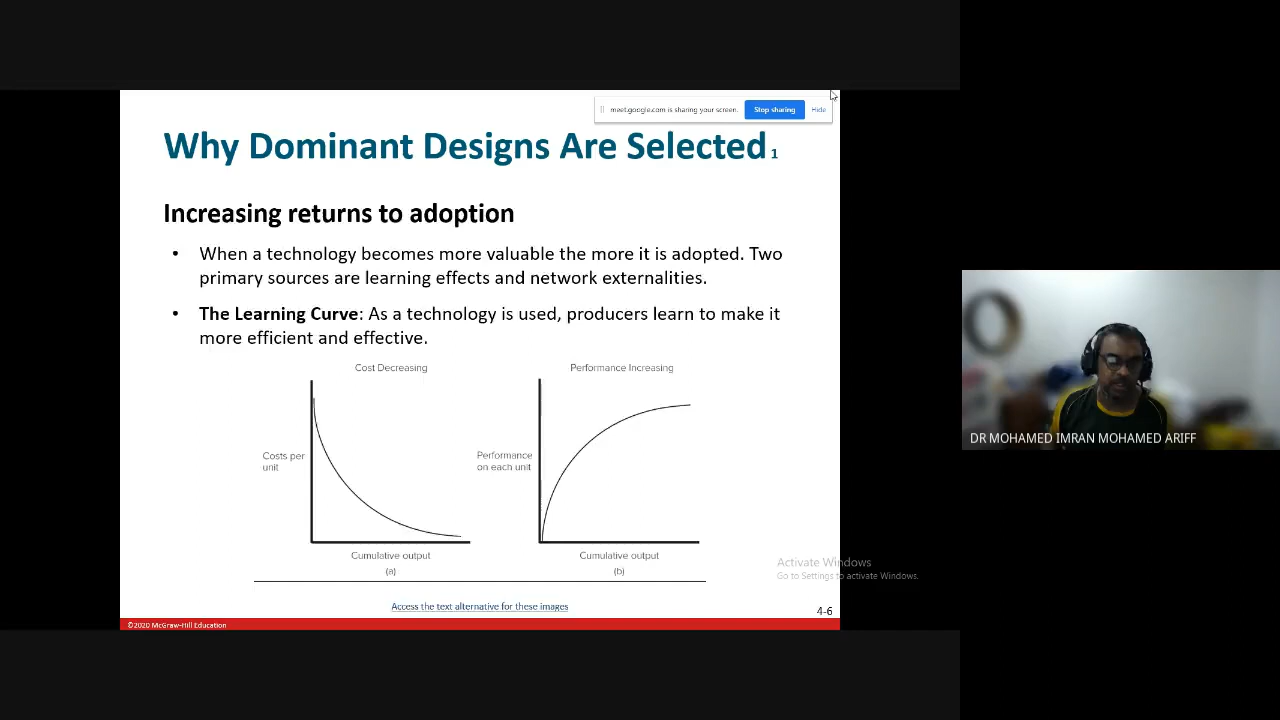 meet.google.com is sharing your screen.
Stop sharing
Hide
Why Dominant Designs Are Selected 1
Increasing returns to adoption
• When a technology becomes more valuable the more it is adopted. Two
primary sources are learning effects and network externalities.
• The Learning Curve: As a technology is used, producers learn to make it
more efficient and effective.
Cost Decreasing
Costs per
unit
Cumulative output
(a)
Performance Increasing
Performance
on each unit
Cumulative output
(b)
Access the text alternative for these images
4-6
©2020 McGraw-Hill Education
Activate Windows
Go to Settings to activate Windows.
DR MOHAMED IMRAN MOHAMED ARIFF